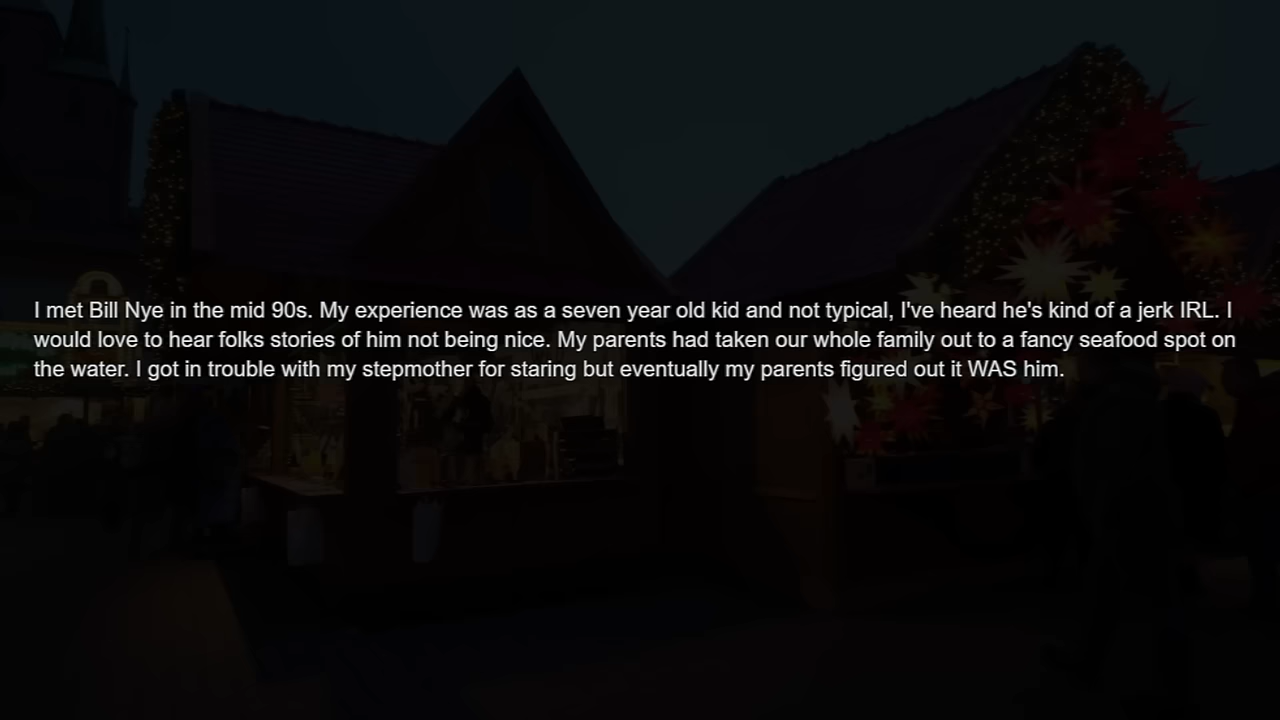 I met Bill Nye in the mid 90s. My experience was as a seven year old kid and not typical, I've heard he's kind of a jerk IRL. I
would love to hear folks stories of him not being nice. My parents had taken our whole family out to a fancy seafood spot on
the water. I got in trouble with my stepmother for staring but eventually my parents figured out it WAS him.